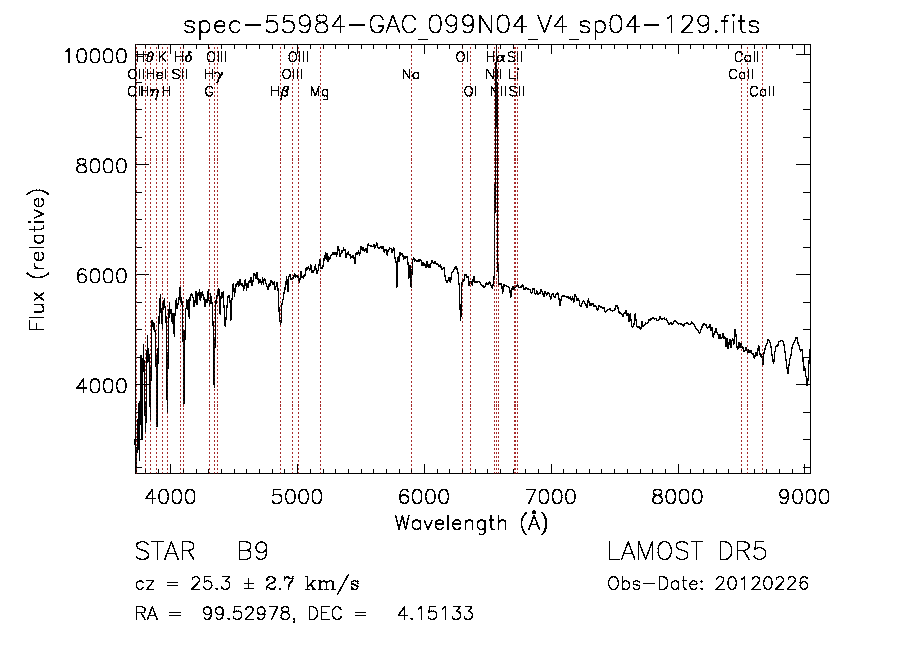 spec-55984-GAC_099N04_V4_sp04-129.fits
Hθ K Hδ OIII OIII OI Hα SII CaII
OII HeI SII Hγ OIII Na NII Li CaII
OII Hη H G Hβ Mg OI NII SII CaII
10000
8000
6000
4000
Flux (relative)
4000 5000 6000 7000 8000 9000
Wavelength (Å)
STAR B9 LAMOST DR5
cz = 25.3 ± 2.7 km/s Obs-Date: 20120226
RA = 99.52978, DEC = 4.15133